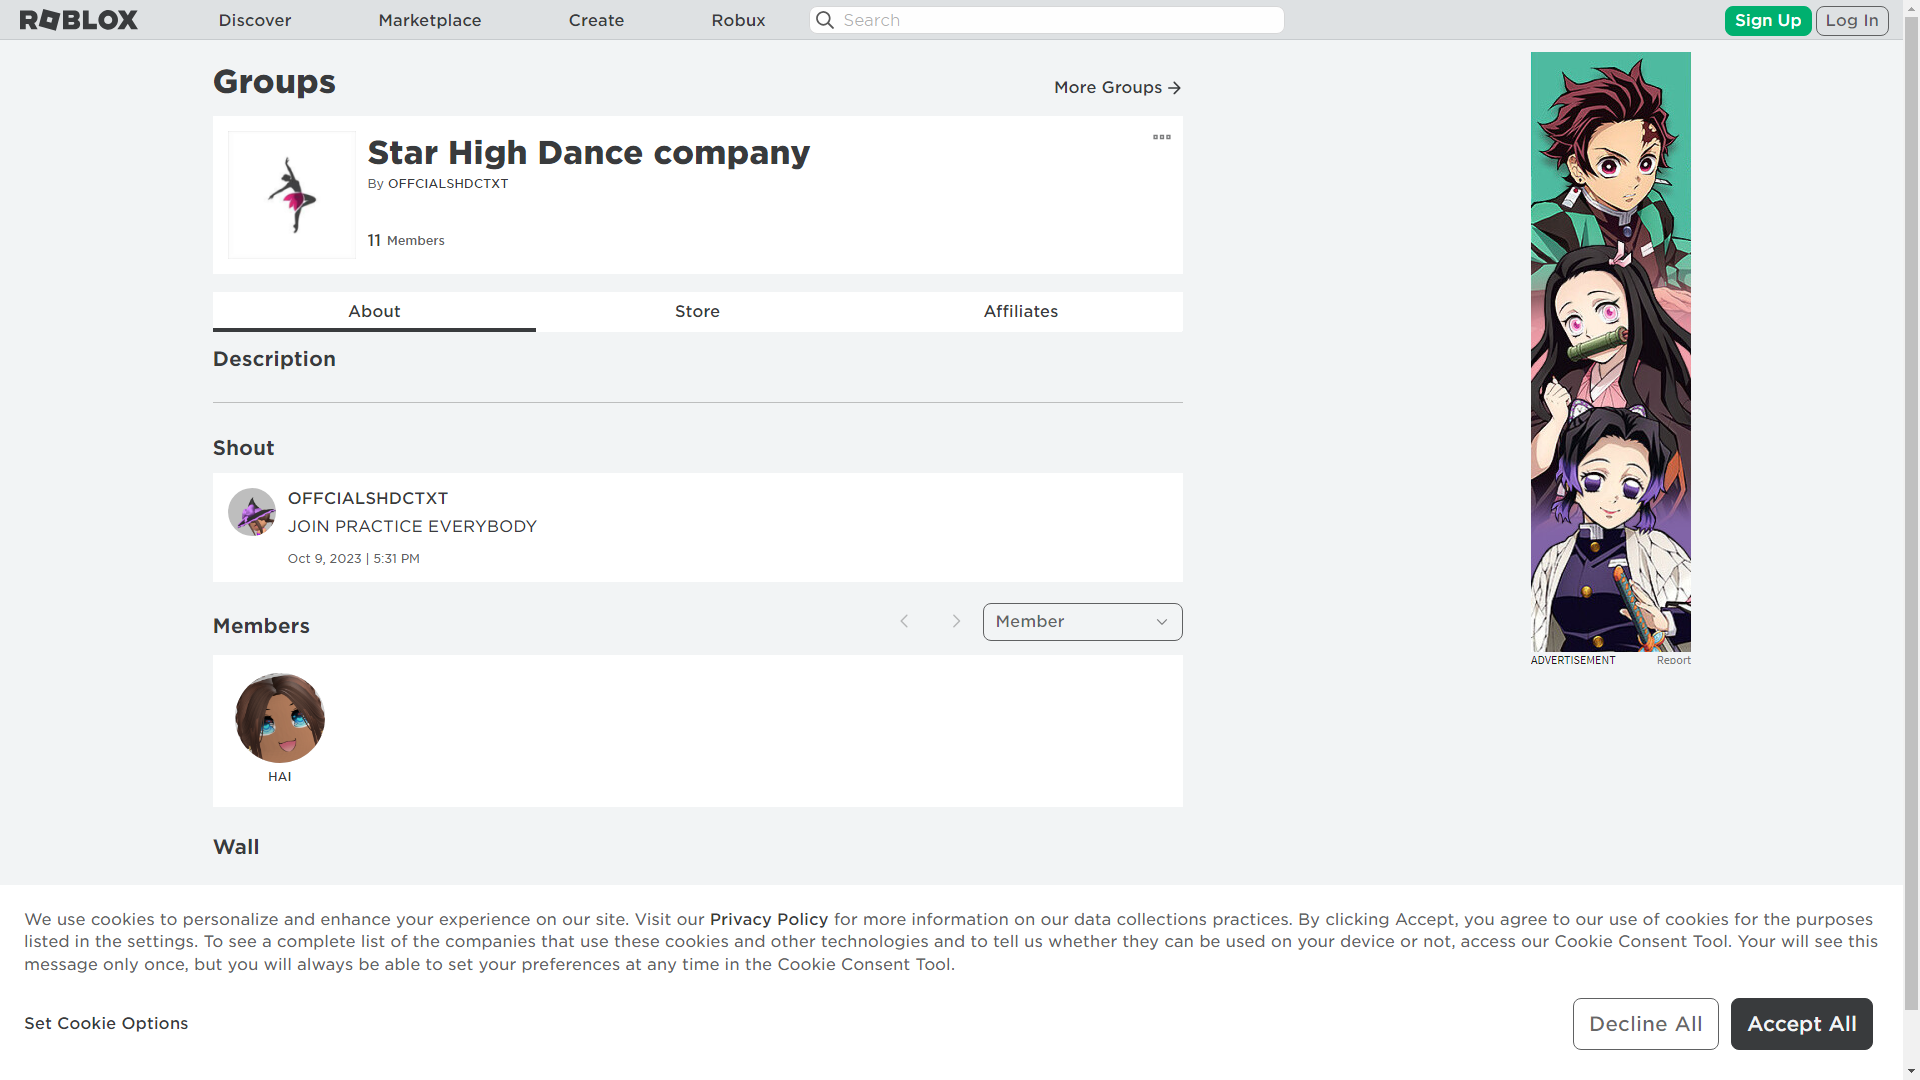 ROBLOX
Discover
Marketplace
Create
Robux
Search
Sign Up
Log In
Groups
More Groups
Star High Dance company
By OFFCIALSHDCTXT
11 Members
About
Store
Affiliates
Description
Shout
OFFCIALSHDCTXT
JOIN PRACTICE EVERYBODY
Oct 9, 2023 | 5:31 PM
Members
Member
HAI
Wall
ADVERTISEMENT
Report
We use cookies to personalize and enhance your experience on our site. Visit our Privacy Policy for more information on our data collections practices. By clicking Accept, you agree to our use of cookies for the purposes
listed in the settings. To see a complete list of the companies that use these cookies and other technologies and to tell us whether they can be used on your device or not, access our Cookie Consent Tool. Your will see this
message only once, but you will always be able to set your preferences at any time in the Cookie Consent Tool.
Set Cookie Options
Decline All
Accept All